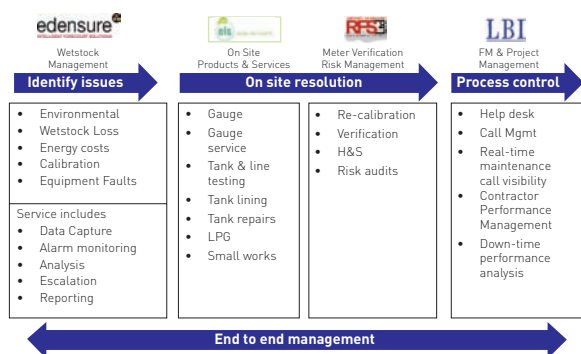 edensure
INTELLIGENT FORECOURT SOLUTIONS
Wetstock
Management
Identify issues
• Environmental
• Wetstock Loss
• Energy costs
• Calibration
• Equipment Faults
Service includes
• Data Capture
• Alarm monitoring
• Analysis
• Escalation
• Reporting
els
On Site
Products & Services
RFS
Meter Verification
Risk Management
On site resolution
• Gauge
• Gauge
service
• Tank & line
testing
• Tank lining
• Tank repairs
• LPG
• Small works
• Re-calibration
• Verification
• H&S
• Risk audits
LBI
FM & Project
Management
Process control
• Help desk
• Call Mgmt
• Real-time
maintenance
call visibility
• Contractor
Performance
Management
• Down-time
performance
analysis
End to end management